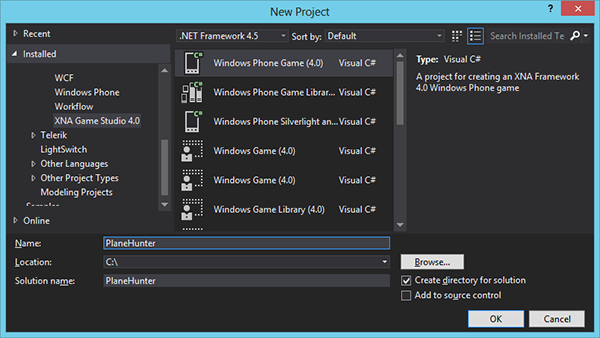 New Project
Recent
.NET Framework 4.5
Sort by:
Default
Search Installed Te
Installed
WCF
Windows Phone
Workflow
XNA Game Studio 4.0
Telerik
LightSwitch
Other Languages
Other Project Types
Modeling Projects
Samples
Online
Windows Phone Game (4.0) Visual C#
Windows Phone Game Librar... Visual C#
Windows Phone Silverlight an... Visual C#
Windows Game (4.0) Visual C#
Windows Game (4.0) Visual C#
Windows Game Library (4.0) Visual C#
Type: Visual C#
A project for creating an XNA Framework
4.0 Windows Phone game
Name: PlaneHunter
Location: C:\
Browse...
Solution name: PlaneHunter
Create directory for solution
Add to source control
OK
Cancel